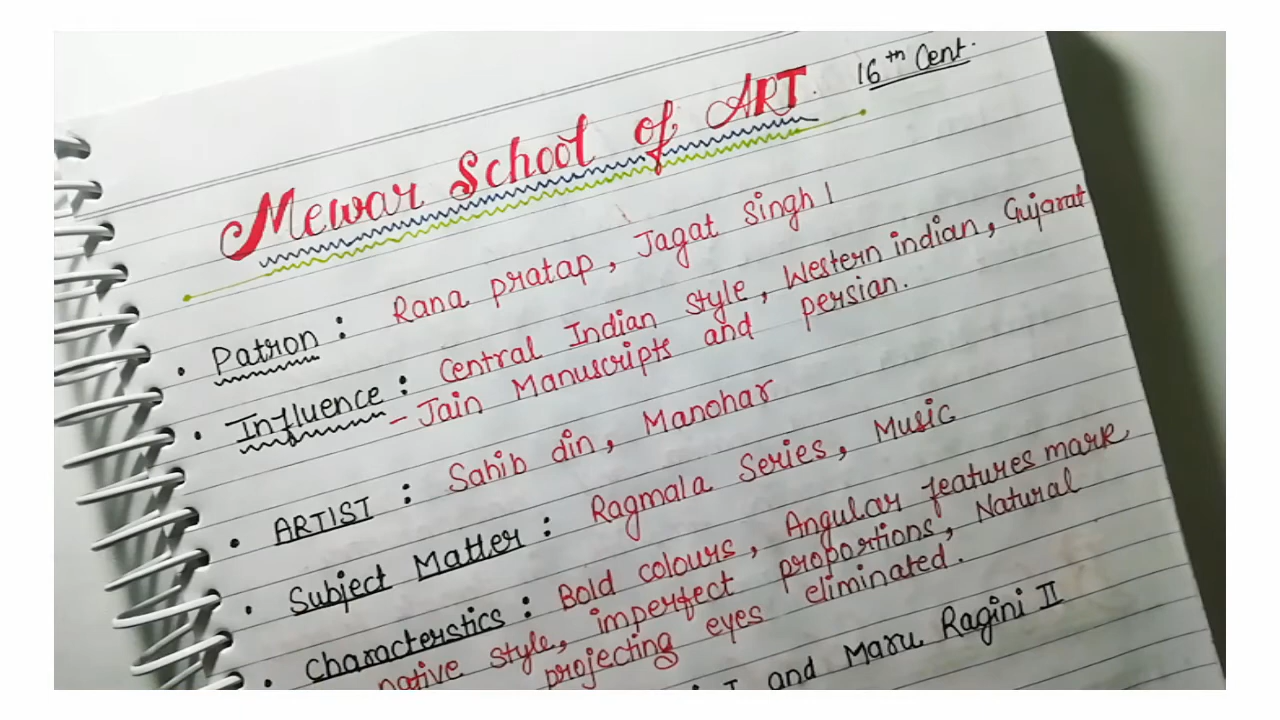 16th Cent.
Mewar School of ART.
• Patron : Rana pratap, Jagat Singh I
• Influence : Central Indian style, Western indian, Gujarat
- Jain Manuscripts and persian.
• ARTIST : Sahib din, Manohar
• Subject Matter : Ragmala Series, Music
• Characterstics : Bold colours, Angular features mark,
native style, imperfect proportions, Natural
projecting eyes eliminated.
I and Maru Ragini II